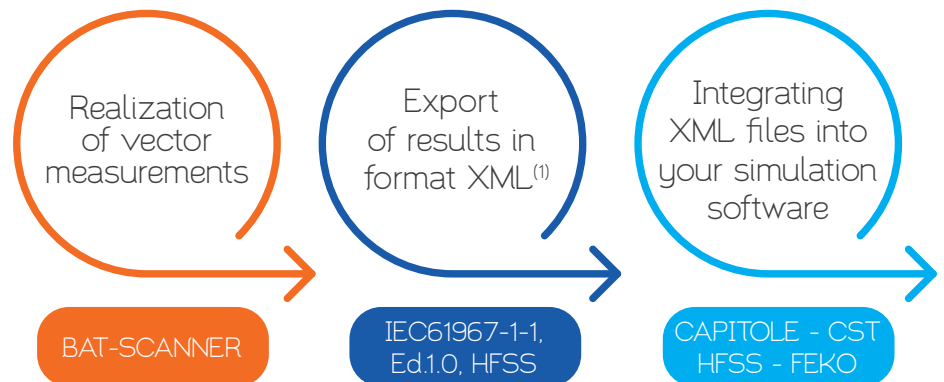 Realization
of vector
measurements
Export
of results in
format XML(1)
Integrating
XML files into
your simulation
software
BAT-SCANNER
IEC61967-1-1,
Ed.1.0, HFSS
CAPITOLE - CST
HFSS - FEKO